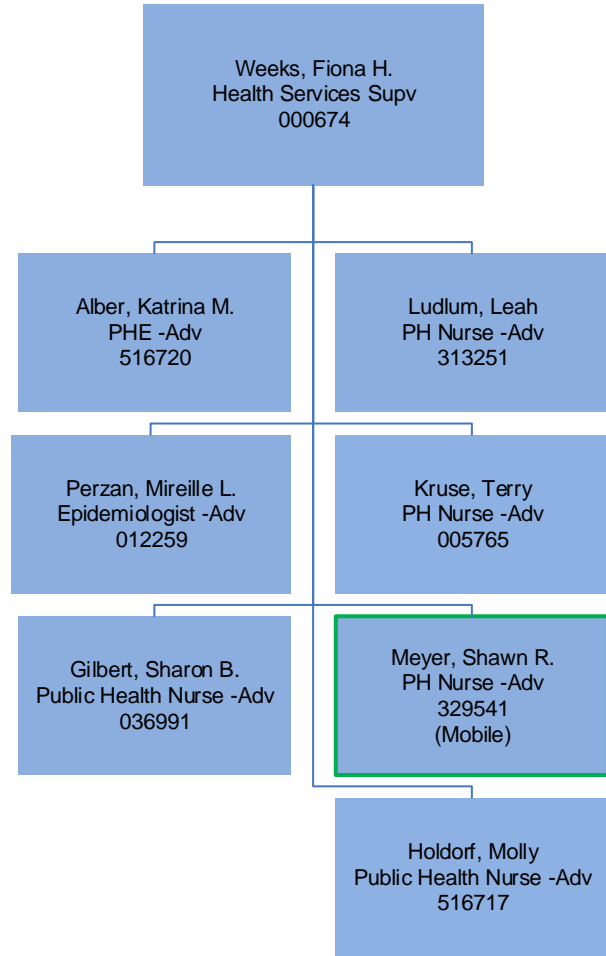 Weeks, Fiona H.
Health Services Supv
000674
Alber, Katrina M.
PHE -Adv
516720
Ludlum, Leah
PH Nurse -Adv
313251
Perzan, Mireille L.
Epidemiologist -Adv
012259
Kruse, Terry
PH Nurse -Adv
005765
Gilbert, Sharon B.
Public Health Nurse -Adv
036991
Meyer, Shawn R.
PH Nurse -Adv
329541
(Mobile)
Holdorf, Molly
Public Health Nurse -Adv
516717